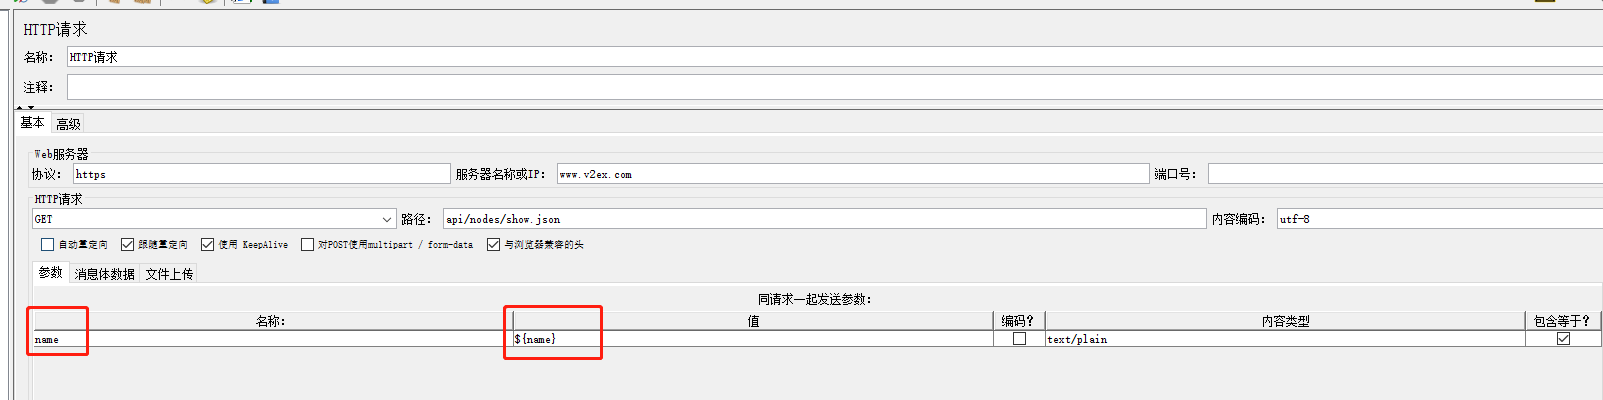 HTTP请求
名称： HTTP请求
注释：
基本 高级
Web服务器
协议： https 服务器名称或IP： www.v2ex.com 端口号：
HTTP请求
GET 路径： api/nodes/show.json 内容编码： utf-8
自动重定向 跟随重定向 使用 KeepAlive 对POST使用multipart / form-data 与浏览器兼容的头
参数 消息体数据 文件上传
同请求一起发送参数：
名称： 值 编码？ 内容类型 包含等于？
name ${name} text/plain